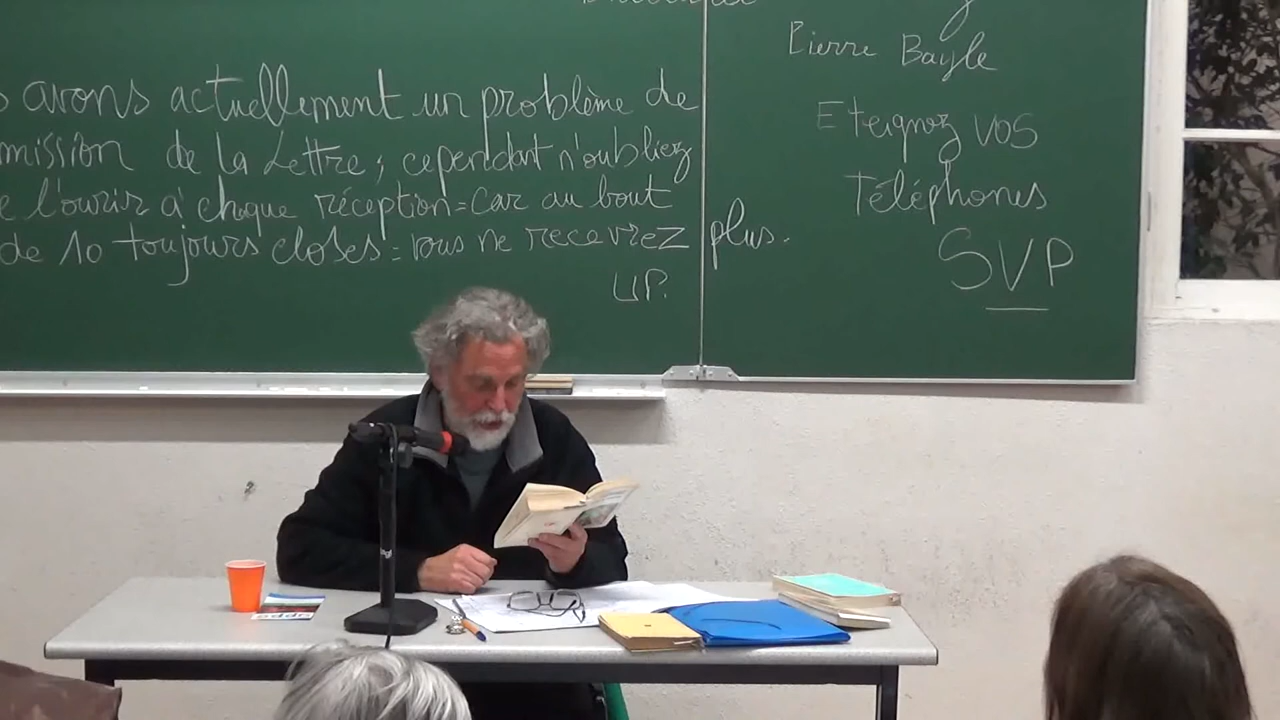 Pierre Bayle
Eteignez vos
Téléphones
SVP
avons actuellement un problème de
mission de la Lettre ; cependant n'oubliez
e l'ouvrir à chaque réception = car au bout
de 10 toujours closes = vous ne recevrez plus.
UP.